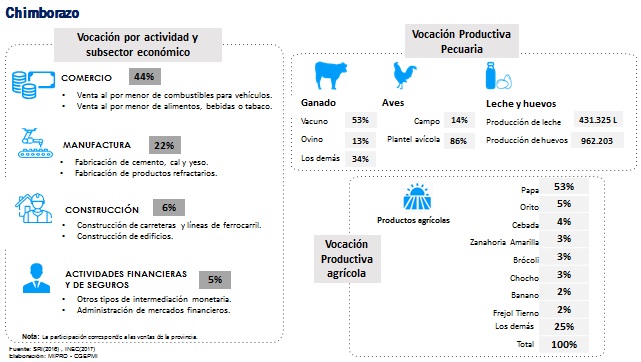 Chimborazo
Vocación por actividad y
subsector económico
COMERCIO 44%
• Venta al por menor de combustibles para vehículos.
• Venta al por menor de alimentos, bebidas o tabaco.
MANUFACTURA 22%
• Fabricación de cemento, cal y yeso.
• Fabricación de productos refractarios.
CONSTRUCCIÓN 6%
• Construcción de carreteras y líneas de ferrocarril.
• Construcción de edificios.
ACTIVIDADES FINANCIERAS
Y DE SEGUROS 5%
• Otros tipos de intermediación monetaria.
• Administración de mercados financieros.
Nota: La participación corresponde a las ventas de la provincia.
Fuente: SRI(2016) , INEC(2017)
Elaboración: MIPRO - CGEPMI
Vocación Productiva
Pecuaria
Ganado
Vacuno 53%
Ovino 13%
Los demás 34%
Aves
Campo 14%
Plantel avícola 86%
Leche y huevos
Producción de leche 431.325 L
Producción de huevos 962.203
Vocación
Productiva
agrícola
Productos agrícolas
Papa 53%
Orito 5%
Cebada 4%
Zanahoria Amarilla 3%
Brócoli 3%
Chocho 3%
Banano 2%
Frejol Tierno 2%
Los demás 25%
Total 100%